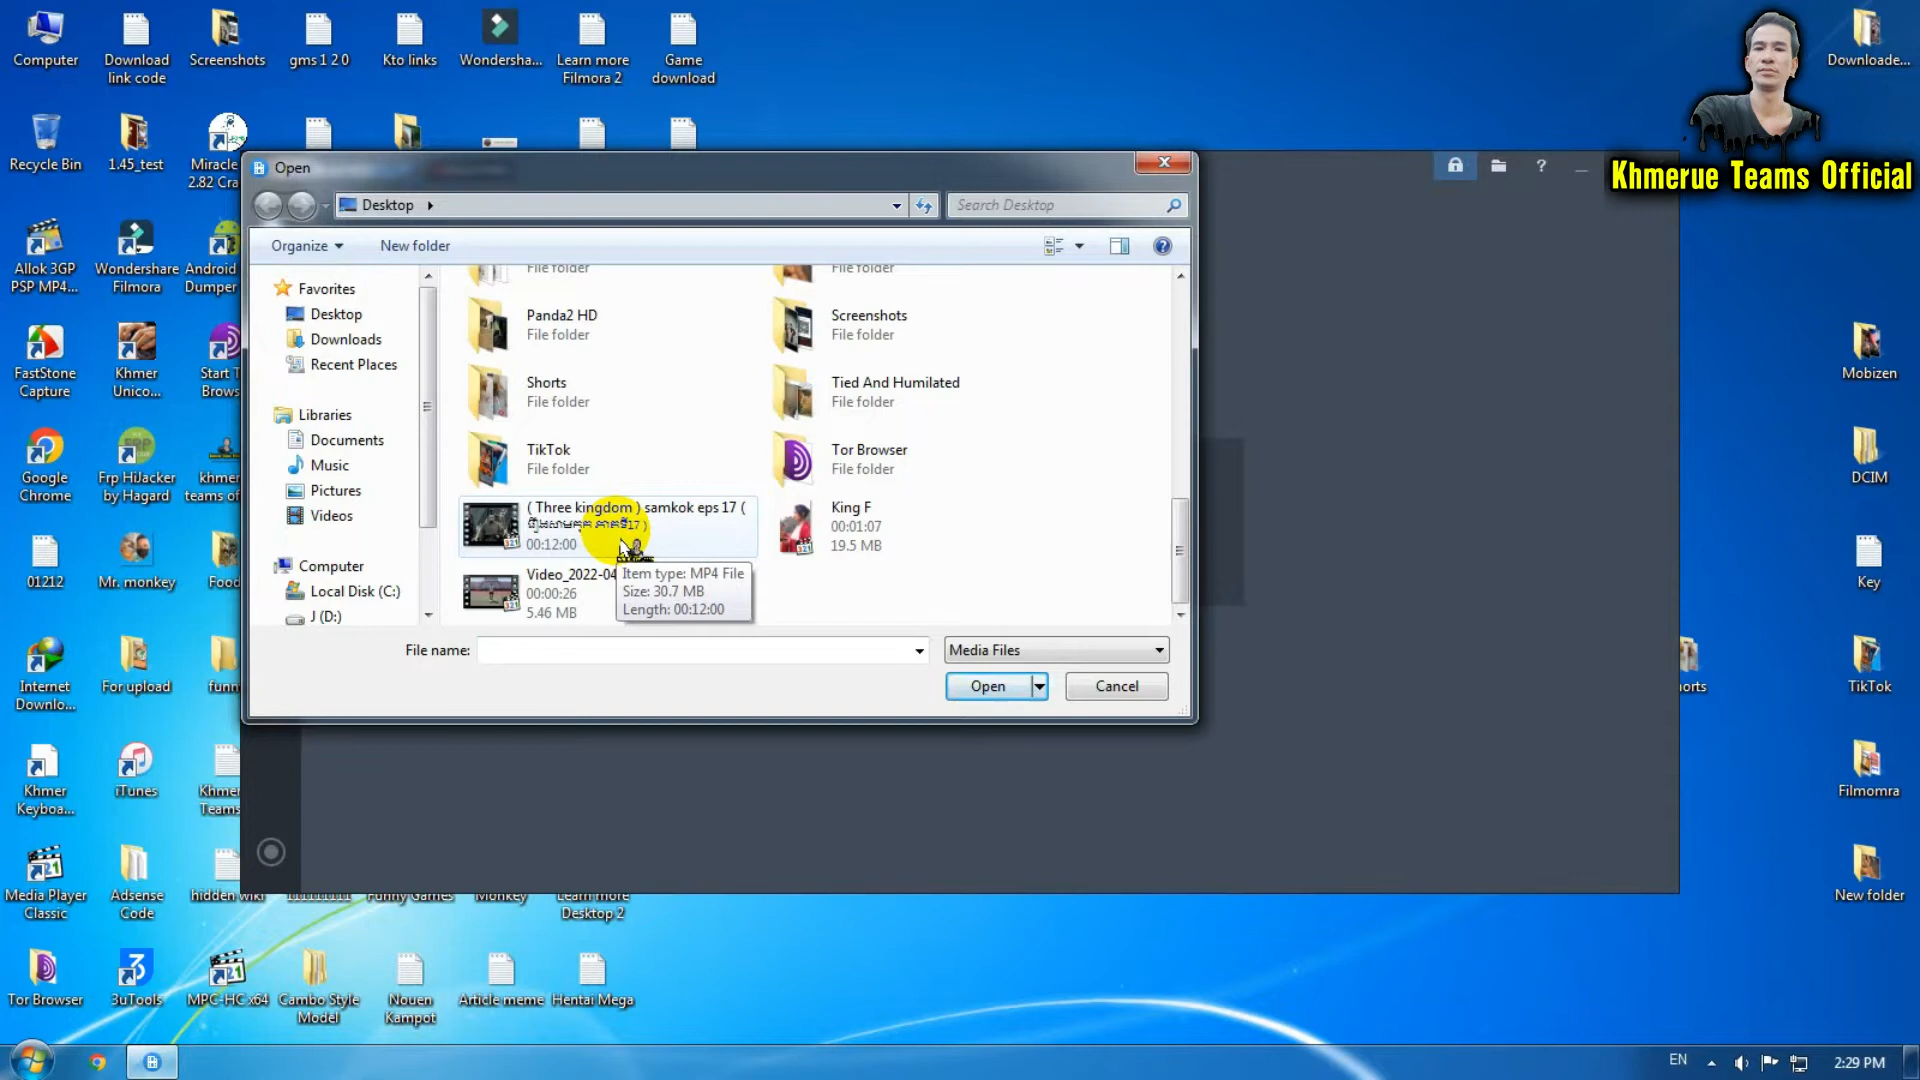 Computer
Download
link code
Screenshots
gms 1 2 0
Kto links
Wondersha...
Learn more
Filmora 2
Game
download
Downloade...
Khmerue Teams Official
Recycle Bin
1.45_test
Miracle
2.82 Cra
Open
Desktop
Search Desktop
Organize
New folder
Allok 3GP
PSP MP4...
Wondershare
Filmora
Android
Dumper
Favorites
Desktop
Downloads
Recent Places
Libraries
Documents
Music
Pictures
Videos
Computer
Local Disk (C:)
J (D:)
File folder
File folder
Panda2 HD
File folder
Screenshots
File folder
Shorts
File folder
Tied And Humilated
File folder
TikTok
File folder
Tor Browser
File folder
( Three kingdom ) samkok eps 17 (
រឿងសាមកុក ភាគទី17 )
00:12:00
King F
00:01:07
19.5 MB
Video_2022-04
00:00:26
5.46 MB
Item type: MP4 File
Size: 30.7 MB
Length: 00:12:00
File name:
Media Files
Open
Cancel
FastStone
Capture
Khmer
Unico...
Start T
Brows
Mobizen
Google
Chrome
Frp HiJacker
by Hagard
khme
teams of
DCIM
01212
Mr. monkey
Food
Key
Internet
Downlo...
For upload
funn
orts
TikTok
Khmer
Keyboa...
iTunes
Khme
Teams
Filmomra
Media Player
Classic
Adsense
Code
hidden wiki
1111111111
Funny Games
Monkey
Learn more
Desktop 2
New folder
Tor Browser
3uTools
MPC-HC x64
Cambo Style
Model
Nouen
Kampot
Article meme
Hentai Mega
EN
2:29 PM